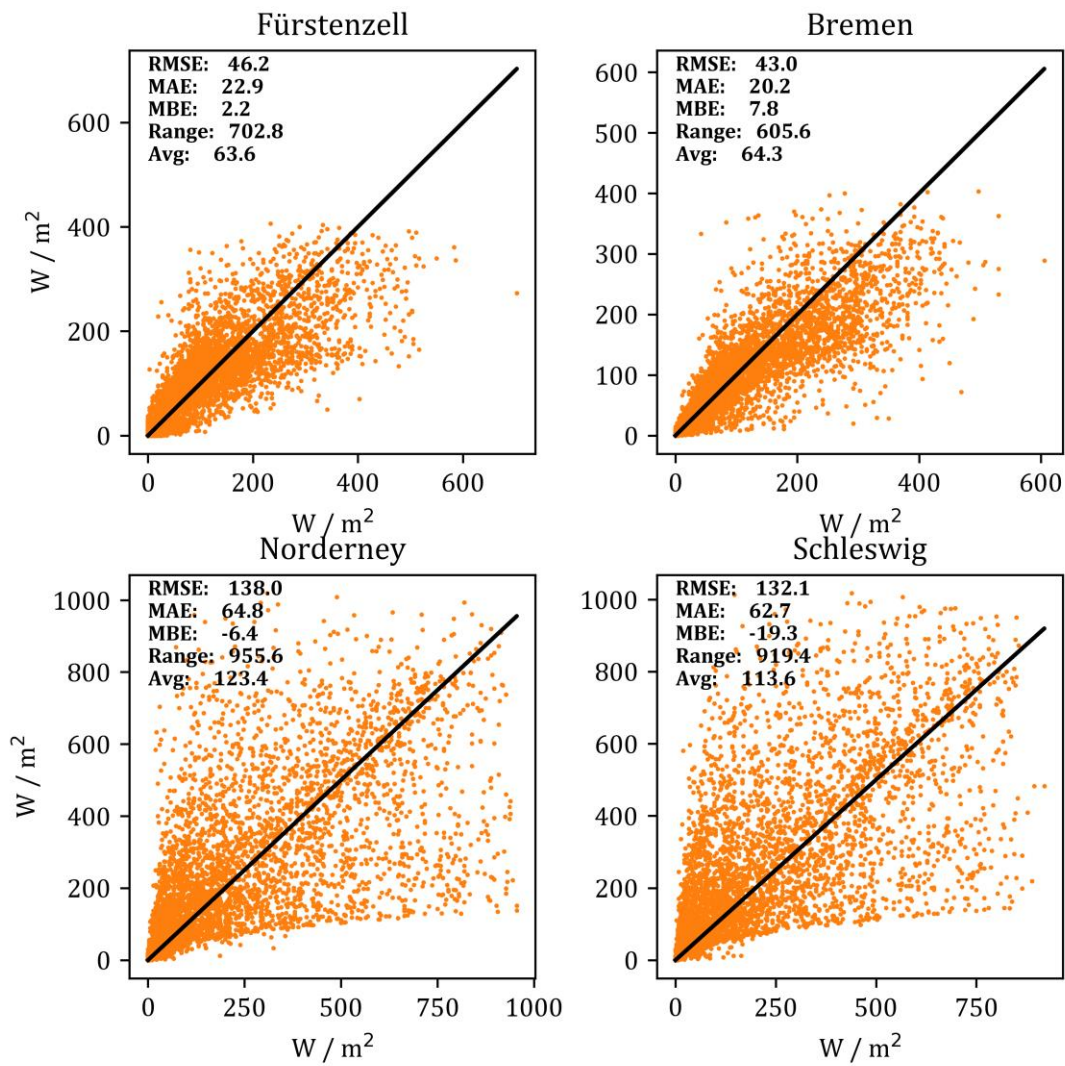 Fürstenzell
RMSE: 46.2
MAE: 22.9
MBE: 2.2
Range: 702.8
Avg: 63.6
600
400
200
0
W / m²
0 200 400 600
W / m²
Bremen
RMSE: 43.0
MAE: 20.2
MBE: 7.8
Range: 605.6
Avg: 64.3
600
500
400
300
200
100
0
0 200 400 600
W / m²
Norderney
RMSE: 138.0
MAE: 64.8
MBE: -6.4
Range: 955.6
Avg: 123.4
1000
800
600
400
200
0
W / m²
0 250 500 750 1000
W / m²
Schleswig
RMSE: 132.1
MAE: 62.7
MBE: -19.3
Range: 919.4
Avg: 113.6
1000
800
600
400
200
0
0 250 500 750
W / m²